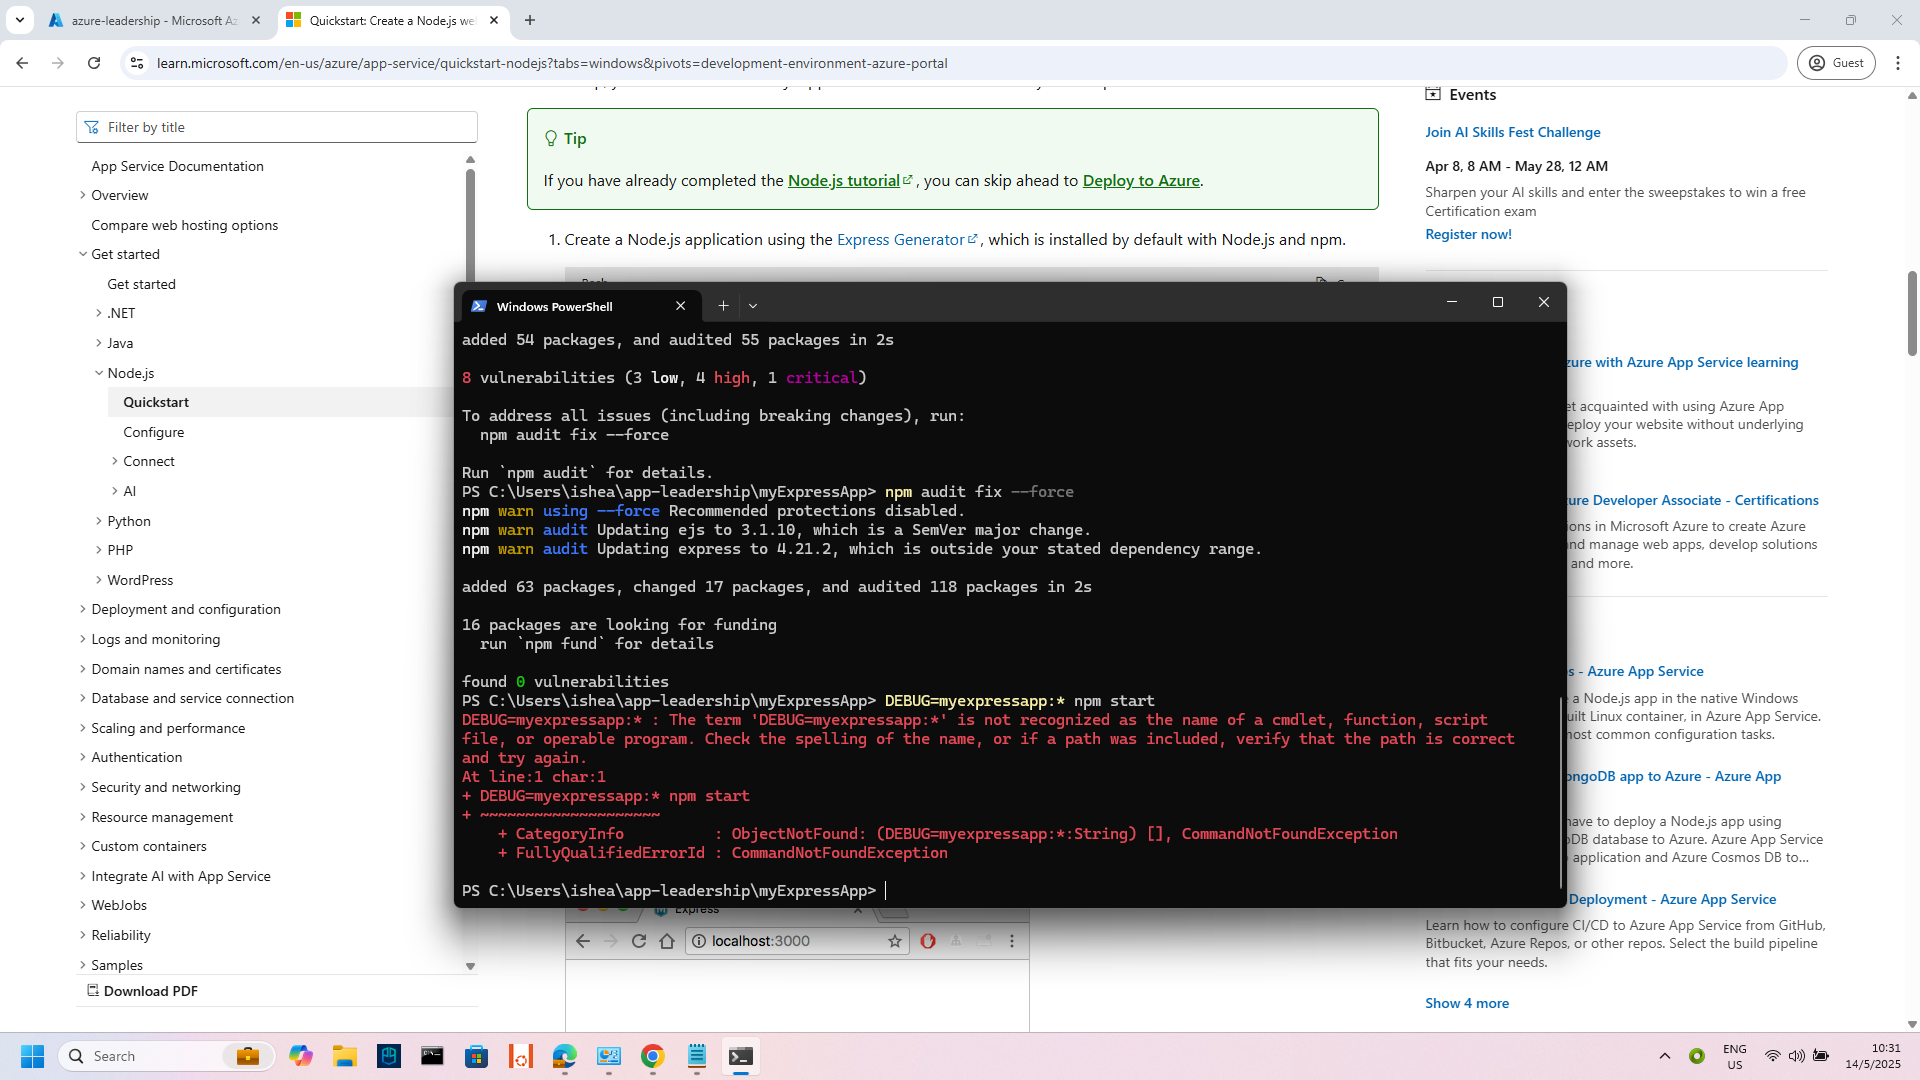 azure-leadership - Microsoft Az
Quickstart: Create a Node.js we
learn.microsoft.com/en-us/azure/app-service/quickstart-nodejs?tabs=windows&pivots=development-environment-azure-portal
Guest
Filter by title
App Service Documentation
Overview
Compare web hosting options
Get started
Get started
.NET
Java
Node.js
Quickstart
Configure
Connect
AI
Python
PHP
WordPress
Deployment and configuration
Logs and monitoring
Domain names and certificates
Database and service connection
Scaling and performance
Authentication
Security and networking
Resource management
Custom containers
Integrate AI with App Service
WebJobs
Reliability
Samples
Download PDF
Tip
If you have already completed the Node.js tutorial, you can skip ahead to Deploy to Azure.
1. Create a Node.js application using the Express Generator, which is installed by default with Node.js and npm.
Windows PowerShell
added 54 packages, and audited 55 packages in 2s
8 vulnerabilities (3 low, 4 high, 1 critical)
To address all issues (including breaking changes), run:
npm audit fix --force
Run `npm audit` for details.
PS C:\Users\ishea\app-leadership\myExpressApp> npm audit fix --force
npm warn using --force Recommended protections disabled.
npm warn audit Updating ejs to 3.1.10, which is a SemVer major change.
npm warn audit Updating express to 4.21.2, which is outside your stated dependency range.
added 63 packages, changed 17 packages, and audited 118 packages in 2s
16 packages are looking for funding
run `npm fund` for details
found 0 vulnerabilities
PS C:\Users\ishea\app-leadership\myExpressApp> DEBUG=myexpressapp:* npm start
DEBUG=myexpressapp:* : The term 'DEBUG=myexpressapp:*' is not recognized as the name of a cmdlet, function, script
file, or operable program. Check the spelling of the name, or if a path was included, verify that the path is correct
and try again.
At line:1 char:1
+ DEBUG=myexpressapp:* npm start
+ ~~~~~~~~~~~~~~~~~~~~
+ CategoryInfo : ObjectNotFound: (DEBUG=myexpressapp:*:String) [], CommandNotFoundException
+ FullyQualifiedErrorId : CommandNotFoundException
PS C:\Users\ishea\app-leadership\myExpressApp>
Express
localhost:3000
Events
Join AI Skills Fest Challenge
Apr 8, 8 AM - May 28, 12 AM
Sharpen your AI skills and enter the sweepstakes to win a free
Certification exam
Register now!
zure with Azure App Service learning
et acquainted with using Azure App
eploy your website without underlying
work assets.
zure Developer Associate - Certifications
ions in Microsoft Azure to create Azure
and manage web apps, develop solutions
and more.
s - Azure App Service
a Node.js app in the native Windows
uilt Linux container, in Azure App Service.
most common configuration tasks.
ongoDB app to Azure - Azure App
have to deploy a Node.js app using
oDB database to Azure. Azure App Service
application and Azure Cosmos DB to...
Deployment - Azure App Service
Learn how to configure CI/CD to Azure App Service from GitHub,
Bitbucket, Azure Repos, or other repos. Select the build pipeline
that fits your needs.
Show 4 more
Search
ENG
US
10:31
14/5/2025